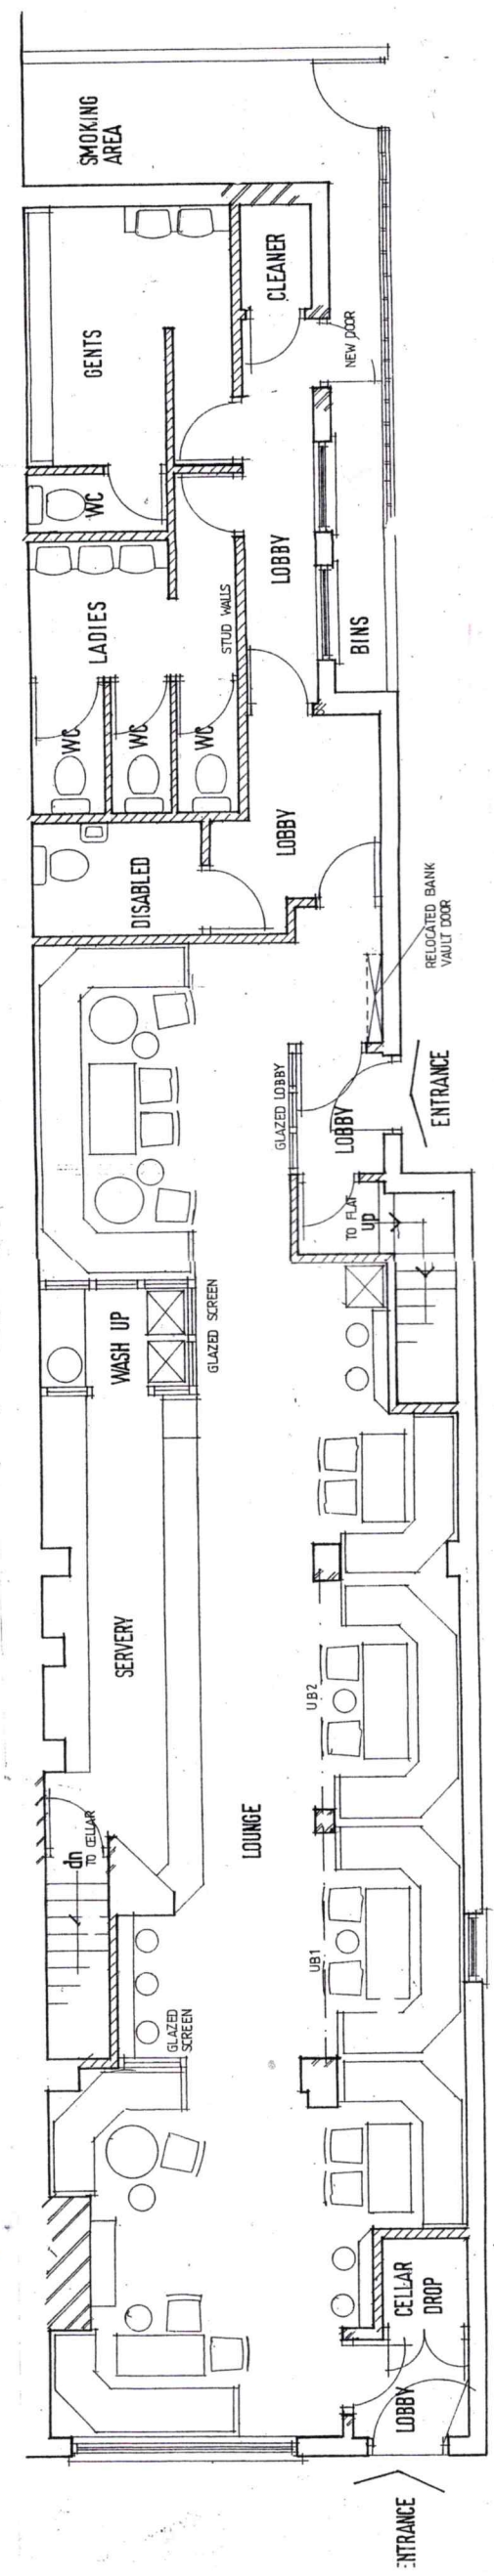 SMOKING
AREA
GENTS
CLEANER
NEW DOOR
WC
LADIES
STUD WALLS
LOBBY
BINS
WC
WC
WC
DISABLED
LOBBY
RELOCATED BANK
VAULT DOOR
GLAZED LOBBY
LOBBY
ENTRANCE
TO FLAT
up
WASH UP
GLAZED SCREEN
SERVERY
dn
TO CELLAR
LOUNGE
UB2
UB1
GLAZED
SCREEN
CELLAR
DROP
LOBBY
ENTRANCE